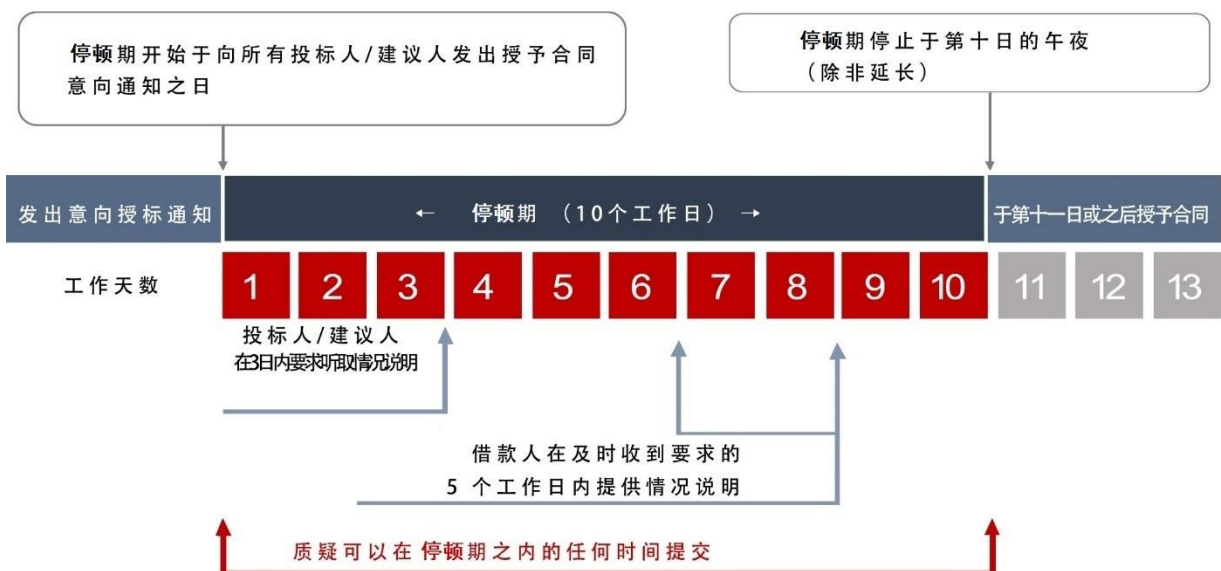 停顿期开始于向所有投标人/建议人发出授予合同
意向通知之日
停顿期停止于第十日的午夜
（除非延长）
发出意向授标通知
← 停顿期 （10个工作日） →
于第十一日或之后授予合同
工作天数
1 2 3 4 5 6 7 8 9 10 11 12 13
投标人/建议人
在3日内要求听取情况说明
借款人在及时收到要求的
5 个工作日内提供情况说明
质疑可以在 停顿期之内的任何时间提交